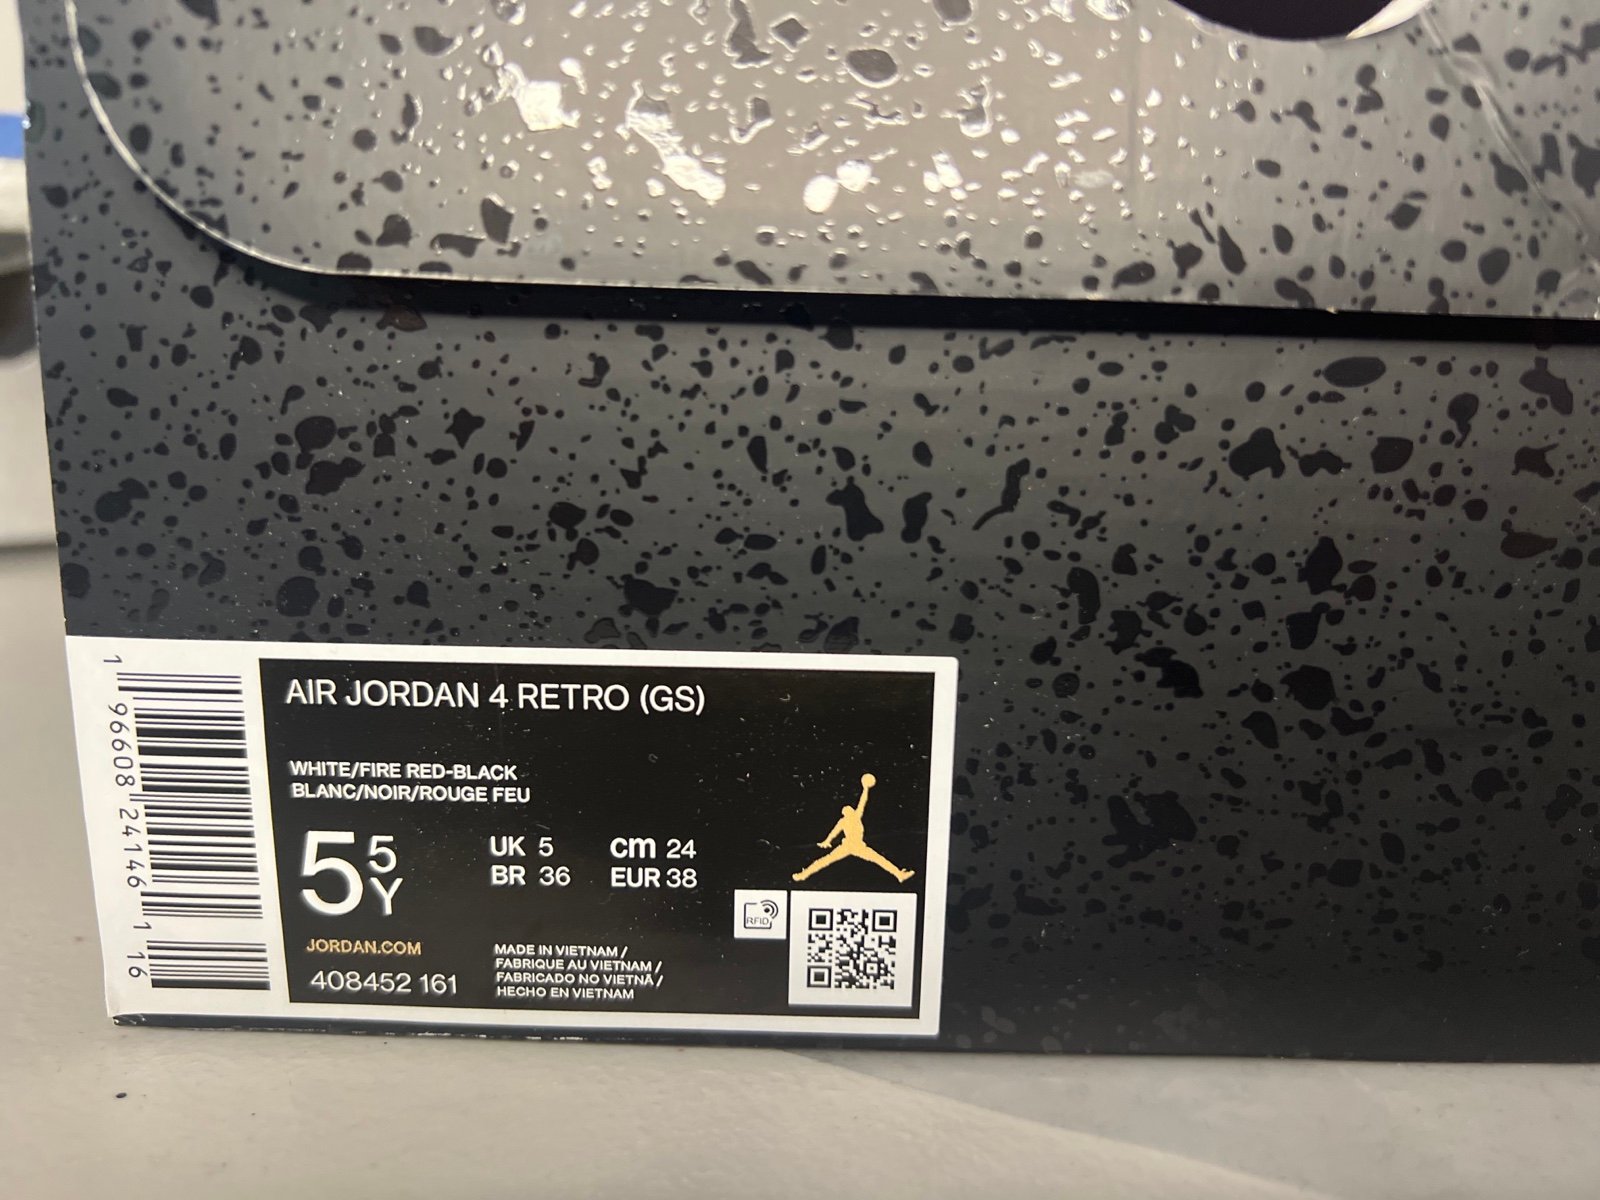 AIR JORDAN 4 RETRO (GS)
WHITE/FIRE RED-BLACK
BLANC/NOIR/ROUGE FEU
5 5 Y
UK 5
BR 36
cm 24
EUR 38
JORDAN.COM
408452 161
MADE IN VIETNAM /
FABRIQUE AU VIETNAM /
FABRICADO NO VIETNÃ /
HECHO EN VIETNAM
RFID
1 96608 24146 1 16